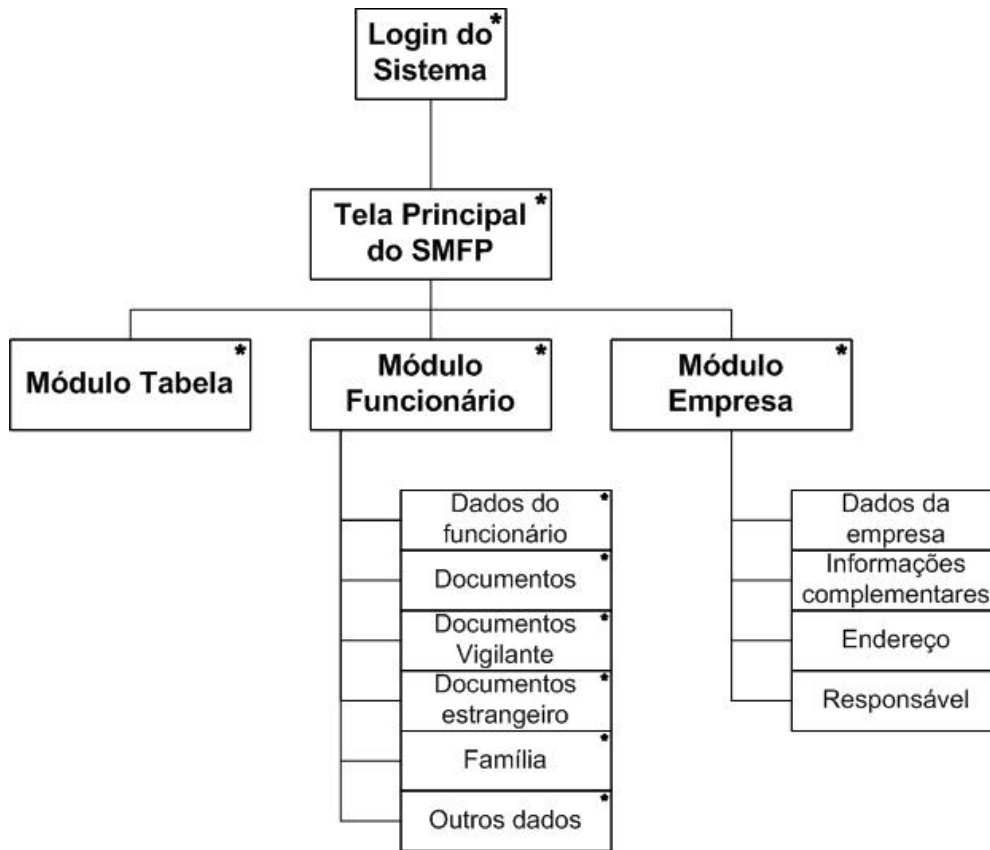 Login do *
Sistema
Tela Principal *
do SMFP
Módulo Tabela *
Módulo *
Funcionário
Módulo *
Empresa
Dados do *
funcionário
Documentos *
Documentos *
Vigilante
Documentos *
estrangeiro
Família *
Outros dados *
Dados da
empresa
Informações
complementares
Endereço
Responsável